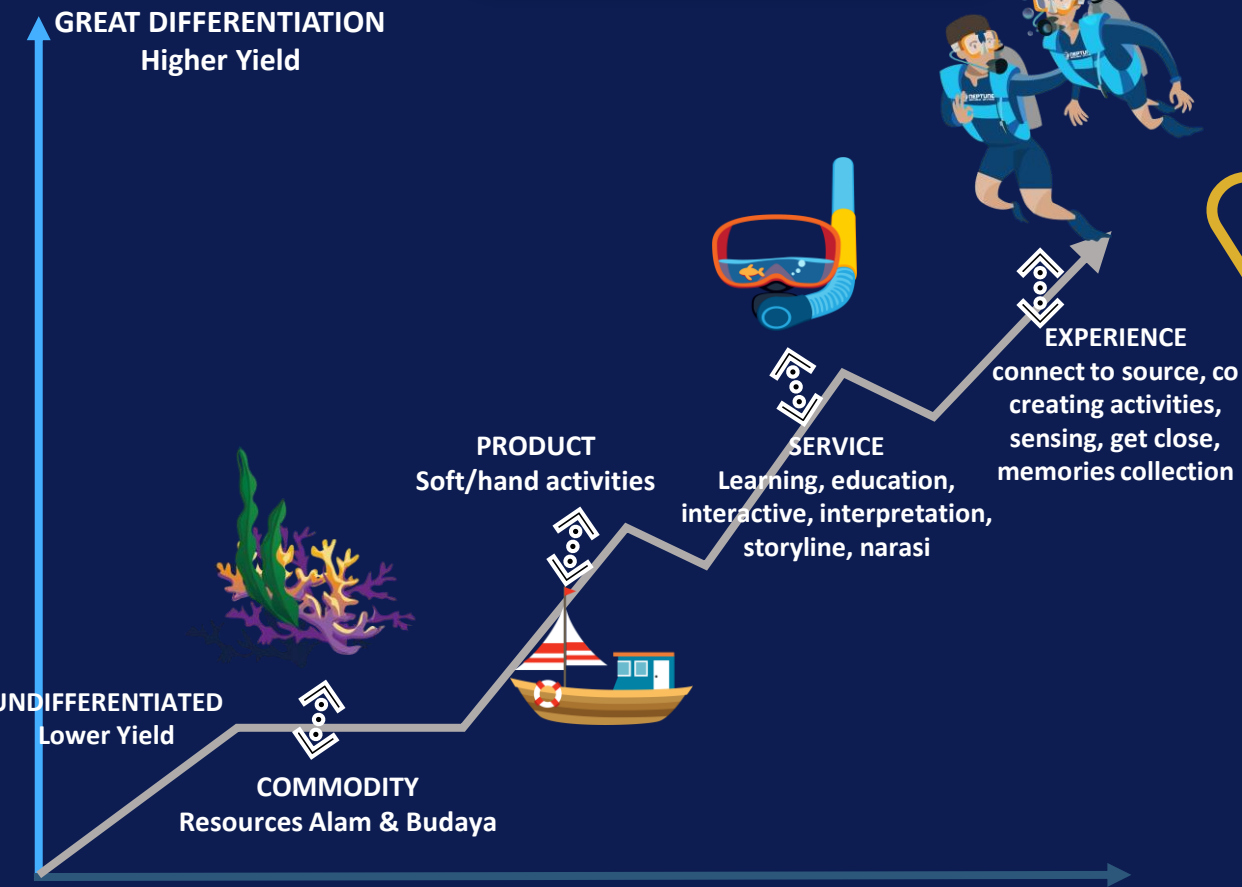 GREAT DIFFERENTIATION
Higher Yield
NEPTUNE
EXPERIENCE
connect to source, co
creating activities,
sensing, get close,
memories collection
PRODUCT
Soft/hand activities
SERVICE
Learning, education,
interactive, interpretation,
storyline, narasi
UNDIFFERENTIATED
Lower Yield
COMMODITY
Resources Alam & Budaya